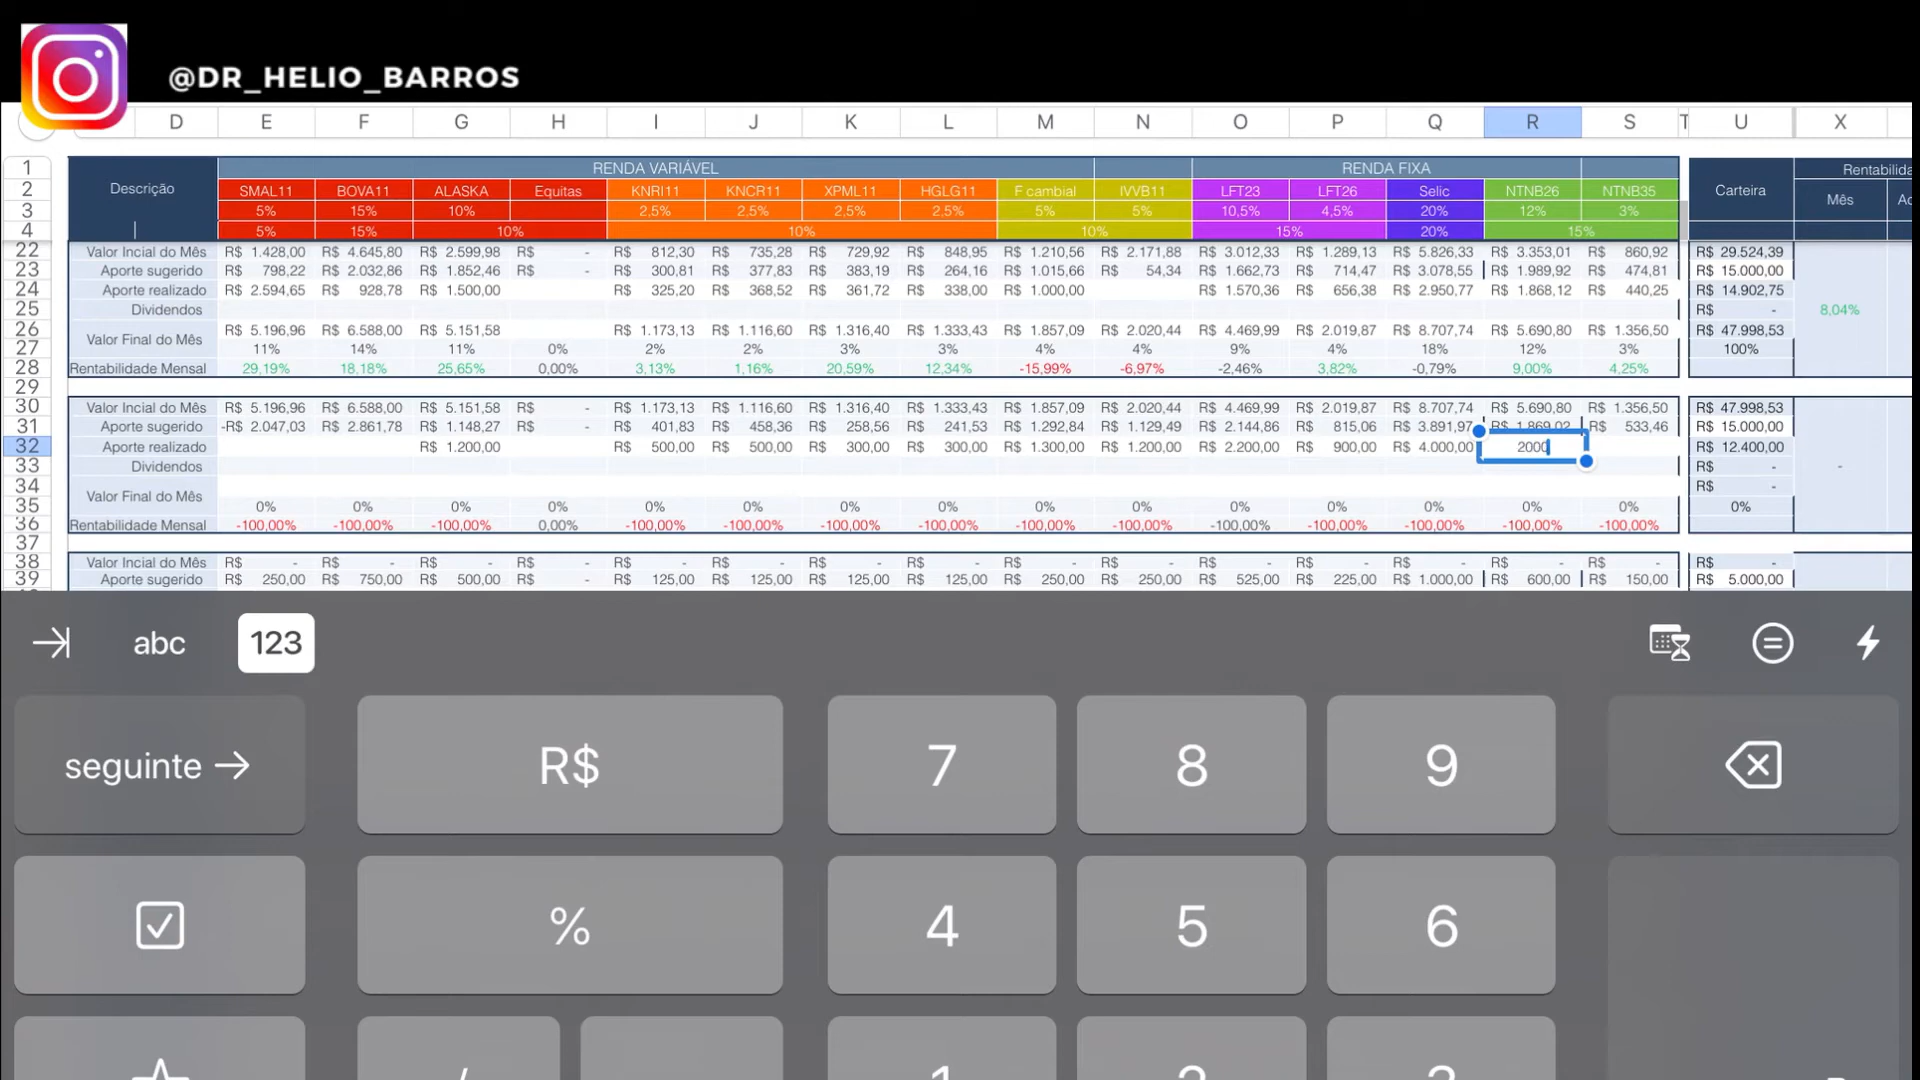 @DR_HELIO_BARROS
D E F G H I J K L M N O P Q R S T U X
1 RENDA VARIÁVEL RENDA FIXA Rentabilida
Descrição Carteira
2 SMAL11 BOVA11 ALASKA Equitas KNRI11 KNCR11 XPML11 HGLG11 F cambial IVVB11 LFT23 LFT26 Selic NTNB26 NTNB35 Mês Ac
3 5% 15% 10% 2,5% 2,5% 2,5% 2,5% 5% 5% 10,5% 4,5% 20% 12% 3%
4 5% 15% 10% 10% 10% 15% 20% 15%
22 Valor Incial do Mês R$ 1.428,00 R$ 4.645,80 R$ 2.599,98 R$ - R$ 812,30 R$ 735,28 R$ 729,92 R$ 848,95 R$ 1.210,56 R$ 2.171,88 R$ 3.012,33 R$ 1.289,13 R$ 5.826,33 R$ 3.353,01 R$ 860,92 R$ 29.524,39
23 Aporte sugerido R$ 798,22 R$ 2.032,86 R$ 1.852,46 R$ - R$ 300,81 R$ 377,83 R$ 383,19 R$ 264,16 R$ 1.015,66 R$ 54,34 R$ 1.662,73 R$ 714,47 R$ 3.078,55 R$ 1.989,92 R$ 474,81 R$ 15.000,00
24 Aporte realizado R$ 2.594,65 R$ 928,78 R$ 1.500,00 R$ 325,20 R$ 368,52 R$ 361,72 R$ 338,00 R$ 1.000,00 R$ 1.570,36 R$ 656,38 R$ 2.950,77 R$ 1.868,12 R$ 440,25 R$ 14.902,75
25 Dividendos R$ - 8,04%
26 Valor Final do Mês R$ 5.196,96 R$ 6.588,00 R$ 5.151,58 R$ 1.173,13 R$ 1.116,60 R$ 1.316,40 R$ 1.333,43 R$ 1.857,09 R$ 2.020,44 R$ 4.469,99 R$ 2.019,87 R$ 8.707,74 R$ 5.690,80 R$ 1.356,50 R$ 47.998,53
27 11% 14% 11% 0% 2% 2% 3% 3% 4% 4% 9% 4% 18% 12% 3% 100%
28 Rentabilidade Mensal 29,19% 18,18% 25,65% 0,00% 3,13% 1,16% 20,59% 12,34% -15,99% -6,97% -2,46% 3,82% -0,79% 9,00% 4,25%
29
30 Valor Incial do Mês R$ 5.196,96 R$ 6.588,00 R$ 5.151,58 R$ - R$ 1.173,13 R$ 1.116,60 R$ 1.316,40 R$ 1.333,43 R$ 1.857,09 R$ 2.020,44 R$ 4.469,99 R$ 2.019,87 R$ 8.707,74 R$ 5.690,80 R$ 1.356,50 R$ 47.998,53
31 Aporte sugerido -R$ 2.047,03 R$ 2.861,78 R$ 1.148,27 R$ - R$ 401,83 R$ 458,36 R$ 258,56 R$ 241,53 R$ 1.292,84 R$ 1.129,49 R$ 2.144,86 R$ 815,06 R$ 3.891,97 R$ 1.869,02 R$ 533,46 R$ 15.000,00
32 Aporte realizado R$ 1.200,00 R$ 500,00 R$ 500,00 R$ 300,00 R$ 300,00 R$ 1.300,00 R$ 1.200,00 R$ 2.200,00 R$ 900,00 R$ 4.000,00 2000 R$ 12.400,00
33 Dividendos R$ - -
34 Valor Final do Mês R$ -
35 0% 0% 0% 0% 0% 0% 0% 0% 0% 0% 0% 0% 0% 0% 0% 0%
36 Rentabilidade Mensal -100,00% -100,00% -100,00% 0,00% -100,00% -100,00% -100,00% -100,00% -100,00% -100,00% -100,00% -100,00% -100,00% -100,00% -100,00%
37
38 Valor Incial do Mês R$ - R$ - R$ - R$ - R$ - R$ - R$ - R$ - R$ - R$ - R$ - R$ - R$ - R$ - R$ - R$ -
39 Aporte sugerido R$ 250,00 R$ 750,00 R$ 500,00 R$ - R$ 125,00 R$ 125,00 R$ 125,00 R$ 125,00 R$ 250,00 R$ 250,00 R$ 525,00 R$ 225,00 R$ 1.000,00 R$ 600,00 R$ 150,00 R$ 5.000,00
abc 123
seguinte → R$ 7 8 9
% 4 5 6